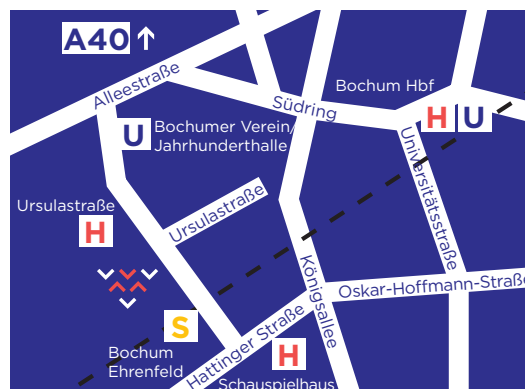 A40
Alleestraße
Südring
Bochum Hbf
H U
U
Bochumer Verein/
Jahrhunderthalle
Universitätsstraße
Ursulastraße
H
Ursulastraße
Königsallee
Oskar-Hoffmann-Straße
S
Bochum
Ehrenfeld
Hattinger Straße
H
Schauspielhaus